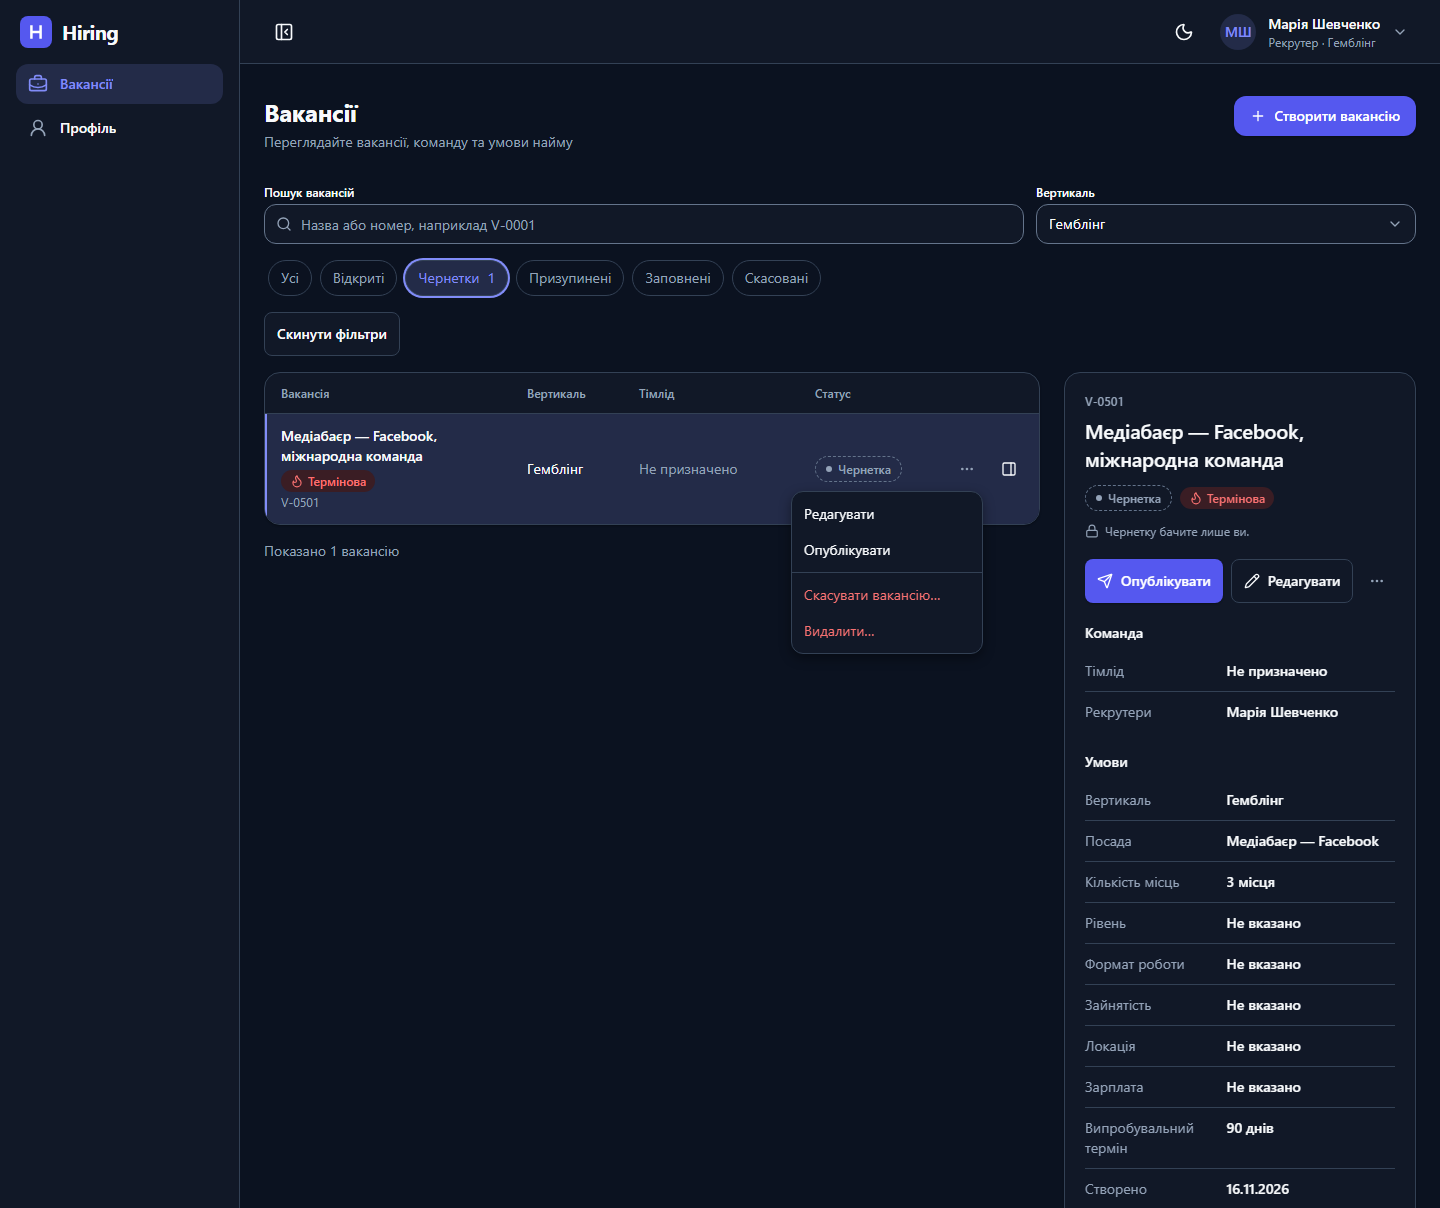 H Hiring
Вакансії
Профіль
МШ
Марія Шевченко
Рекрутер · Гемблінг
Вакансії
Переглядайте вакансії, команду та умови найму
+ Створити вакансію
Пошук вакансій
Назва або номер, наприклад V-0001
Вертикаль
Гемблінг
Усі
Відкриті
Чернетки 1
Призупинені
Заповнені
Скасовані
Скинути фільтри
Вакансія Вертикаль Тімлід Статус
Медіабаєр — Facebook,
міжнародна команда
Термінова
V-0501
Гемблінг
Не призначено
Чернетка
Редагувати
Опублікувати
Скасувати вакансію...
Видалити...
Показано 1 вакансію
V-0501
Медіабаєр — Facebook,
міжнародна команда
Чернетка Термінова
Чернетку бачите лише ви.
Опублікувати Редагувати
Команда
Тімлід Не призначено
Рекрутери Марія Шевченко
Умови
Вертикаль Гемблінг
Посада Медіабаєр — Facebook
Кількість місць 3 місця
Рівень Не вказано
Формат роботи Не вказано
Зайнятість Не вказано
Локація Не вказано
Зарплата Не вказано
Випробувальний 90 днів
термін
Створено 16.11.2026